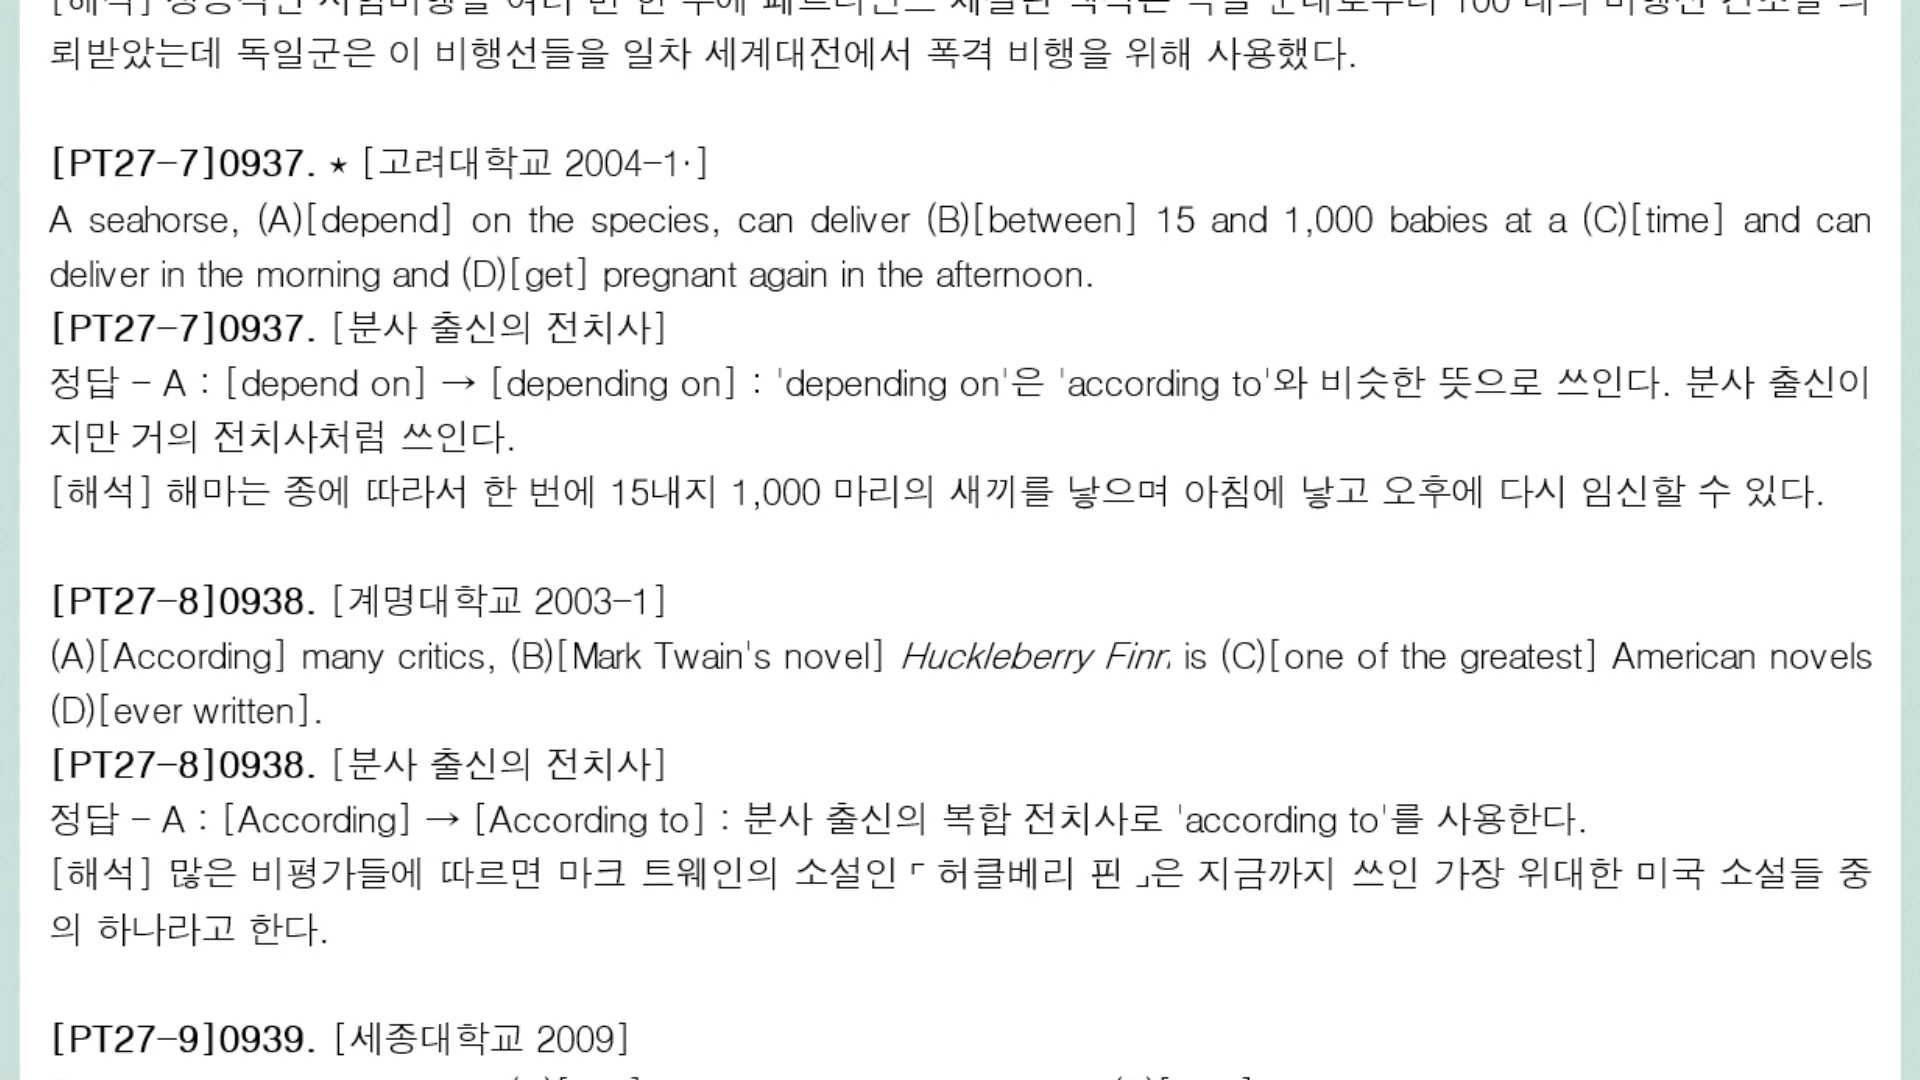 뢰받았는데 독일군은 이 비행선들을 일차 세계대전에서 폭격 비행을 위해 사용했다.
[PT27-7]0937. ⋆ [고려대학교 2004-1·]
A seahorse, (A)[depend] on the species, can deliver (B)[between] 15 and 1,000 babies at a (C)[time] and can
deliver in the morning and (D)[get] pregnant again in the afternoon.
[PT27-7]0937. [분사 출신의 전치사]
정답 - A : [depend on] → [depending on] : 'depending on'은 'according to'와 비슷한 뜻으로 쓰인다. 분사 출신이
지만 거의 전치사처럼 쓰인다.
[해석] 해마는 종에 따라서 한 번에 15내지 1,000 마리의 새끼를 낳으며 아침에 낳고 오후에 다시 임신할 수 있다.
[PT27-8]0938. [계명대학교 2003-1]
(A)[According] many critics, (B)[Mark Twain's novel] Huckleberry Finn is (C)[one of the greatest] American novels
(D)[ever written].
[PT27-8]0938. [분사 출신의 전치사]
정답 - A : [According] → [According to] : 분사 출신의 복합 전치사로 'according to'를 사용한다.
[해석] 많은 비평가들에 따르면 마크 트웨인의 소설인 「 허클베리 핀 」은 지금까지 쓰인 가장 위대한 미국 소설들 중
의 하나라고 한다.
[PT27-9]0939. [세종대학교 2009]